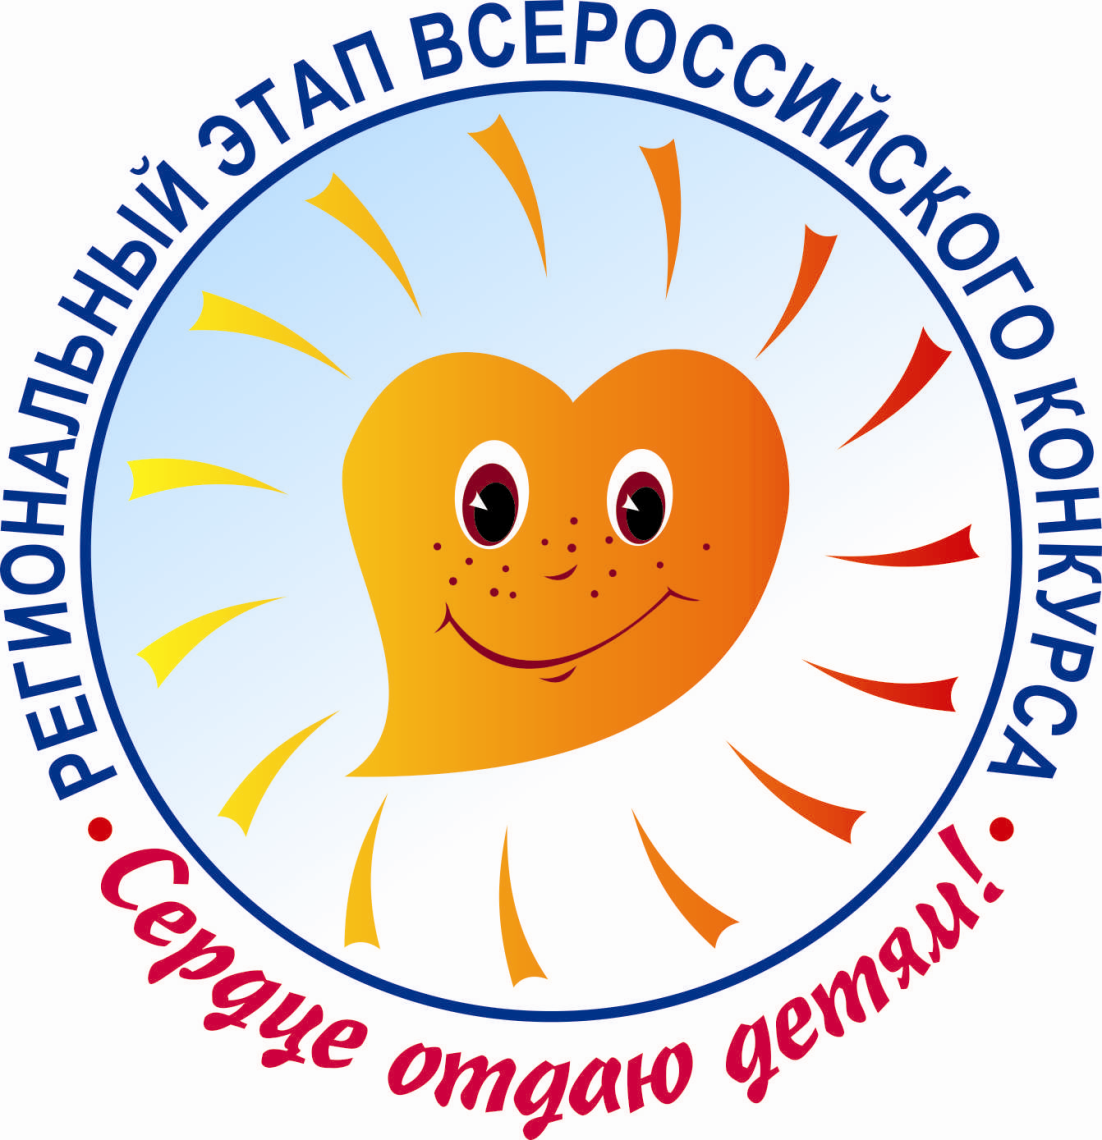 РЕГИОНАЛЬНЫЙ ЭТАП ВСЕРОССИЙСКОГО КОНКУРСА
Сердце отдаю детям!